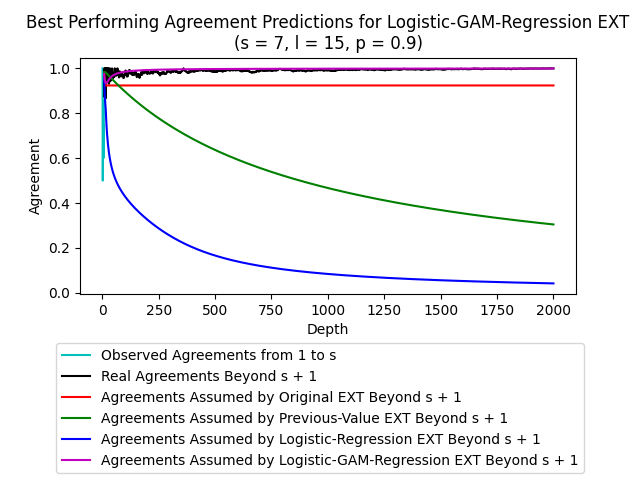 Best Performing Agreement Predictions for Logistic-GAM-Regression EXT
(s = 7, l = 15, p = 0.9)
1.0
0.8
0.6
0.4
0.2
0.0
Agreement
0 250 500 750 1000 1250 1500 1750 2000
Depth
Observed Agreements from 1 to s
Real Agreements Beyond s + 1
Agreements Assumed by Original EXT Beyond s + 1
Agreements Assumed by Previous-Value EXT Beyond s + 1
Agreements Assumed by Logistic-Regression EXT Beyond s + 1
Agreements Assumed by Logistic-GAM-Regression EXT Beyond s + 1